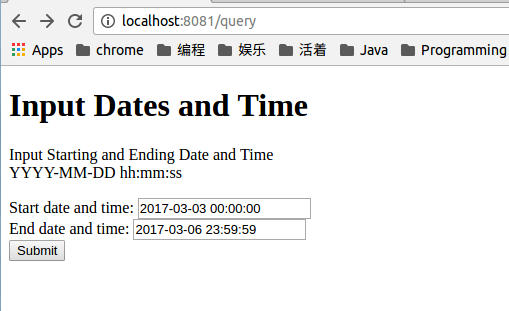 localhost:8081/query
Apps chrome 编程 娱乐 活着 Java Programming
Input Dates and Time
Input Starting and Ending Date and Time
YYYY-MM-DD hh:mm:ss
Start date and time: 2017-03-03 00:00:00
End date and time: 2017-03-06 23:59:59
Submit